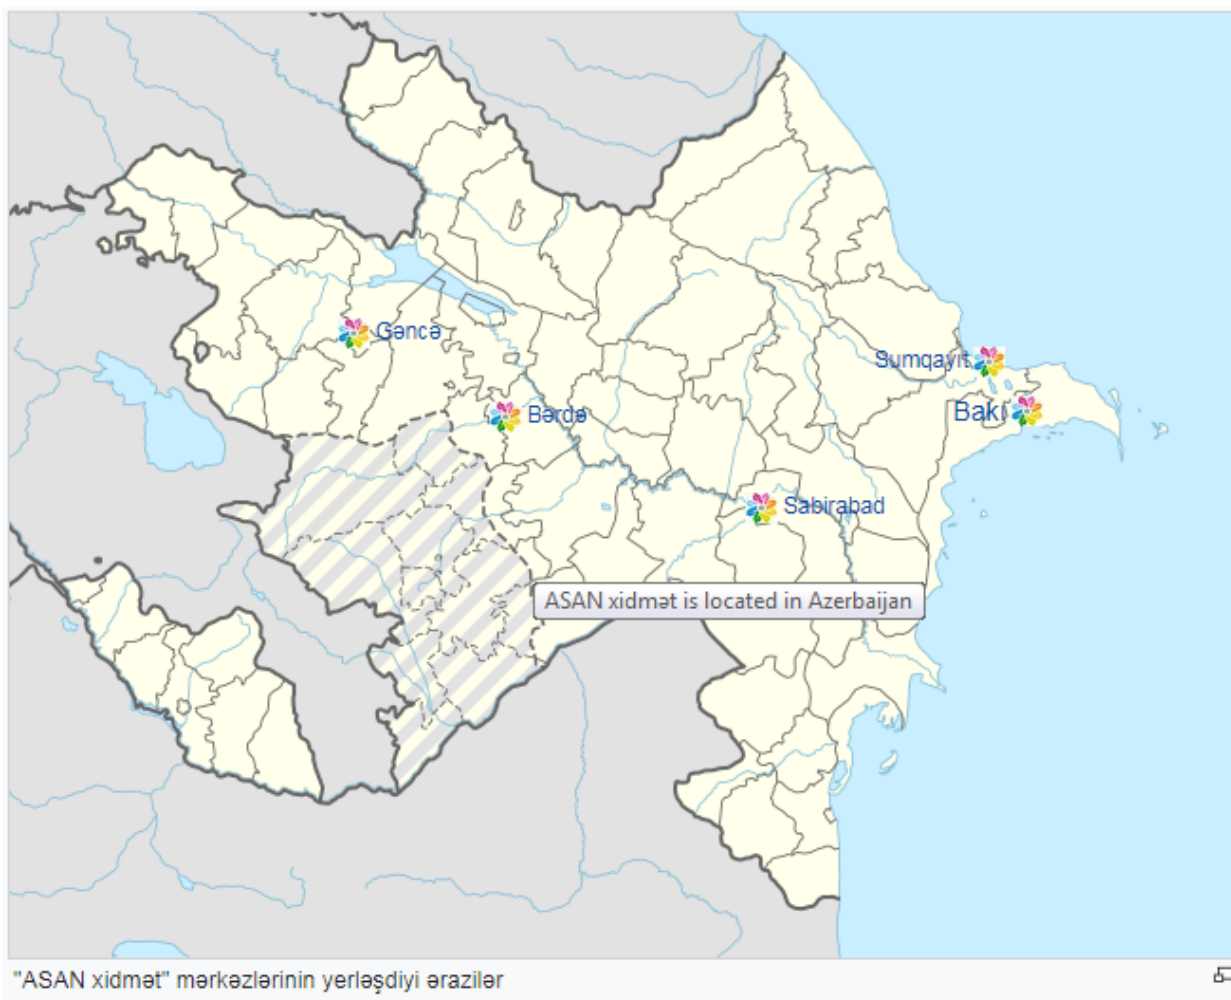 Gəncə
Sumqayıt
Bərdə
Bakı
Sabirabad
ASAN xidmət is located in Azerbaijan
"ASAN xidmət" mərkəzlərinin yerləşdiyi ərazilər